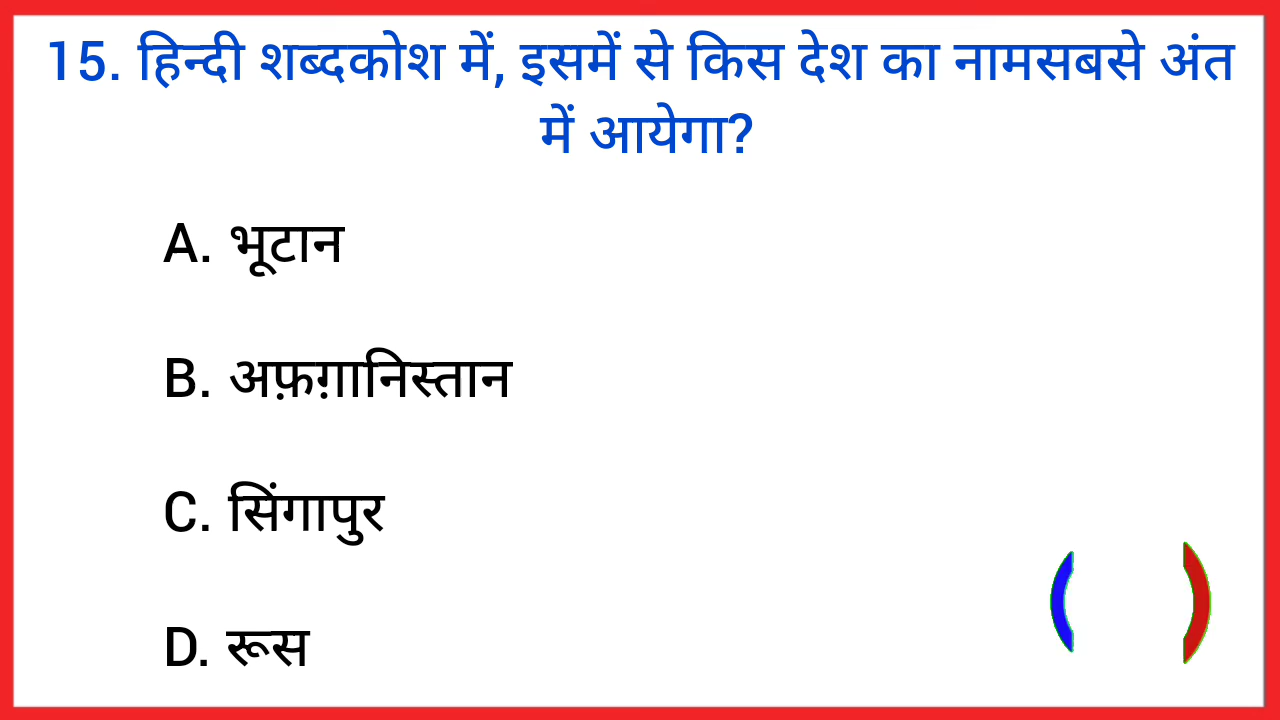 15. हिन्दी शब्दकोश में, इसमें से किस देश का नामसबसे अंत
में आयेगा?
A. भूटान
B. अफ़ग़ानिस्तान
C. सिंगापुर
D. रूस
( )